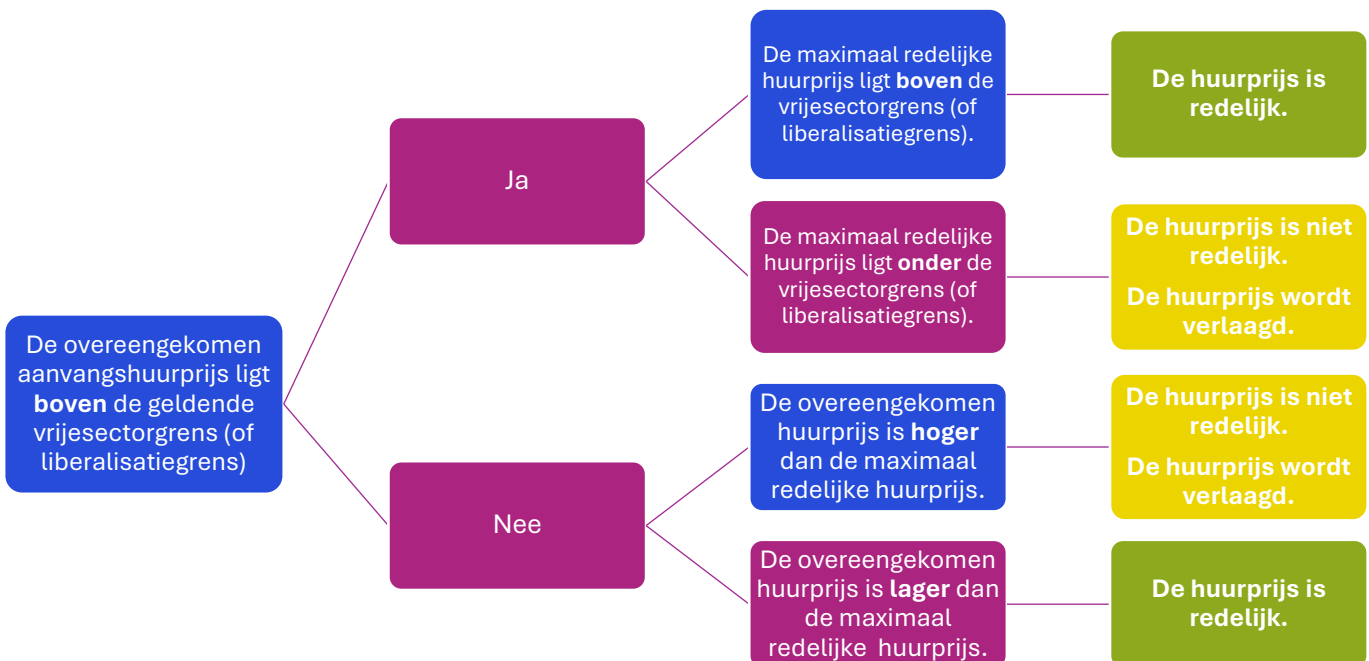 De overeengekomen
aanvangshuurprijs ligt
boven de geldende
vrijesectorgrens (of
liberalisatiegrens)
Ja
De maximaal redelijke
huurprijs ligt boven de
vrijesectorgrens (of
liberalisatiegrens).
De huurprijs is
redelijk.
De maximaal redelijke
huurprijs ligt onder de
vrijesectorgrens (of
liberalisatiegrens).
De huurprijs is niet
redelijk.
De huurprijs wordt
verlaagd.
Nee
De overeengekomen
huurprijs is hoger
dan de maximaal
redelijke huurprijs.
De huurprijs is niet
redelijk.
De huurprijs wordt
verlaagd.
De overeengekomen
huurprijs is lager dan
de maximaal
redelijke huurprijs.
De huurprijs is
redelijk.